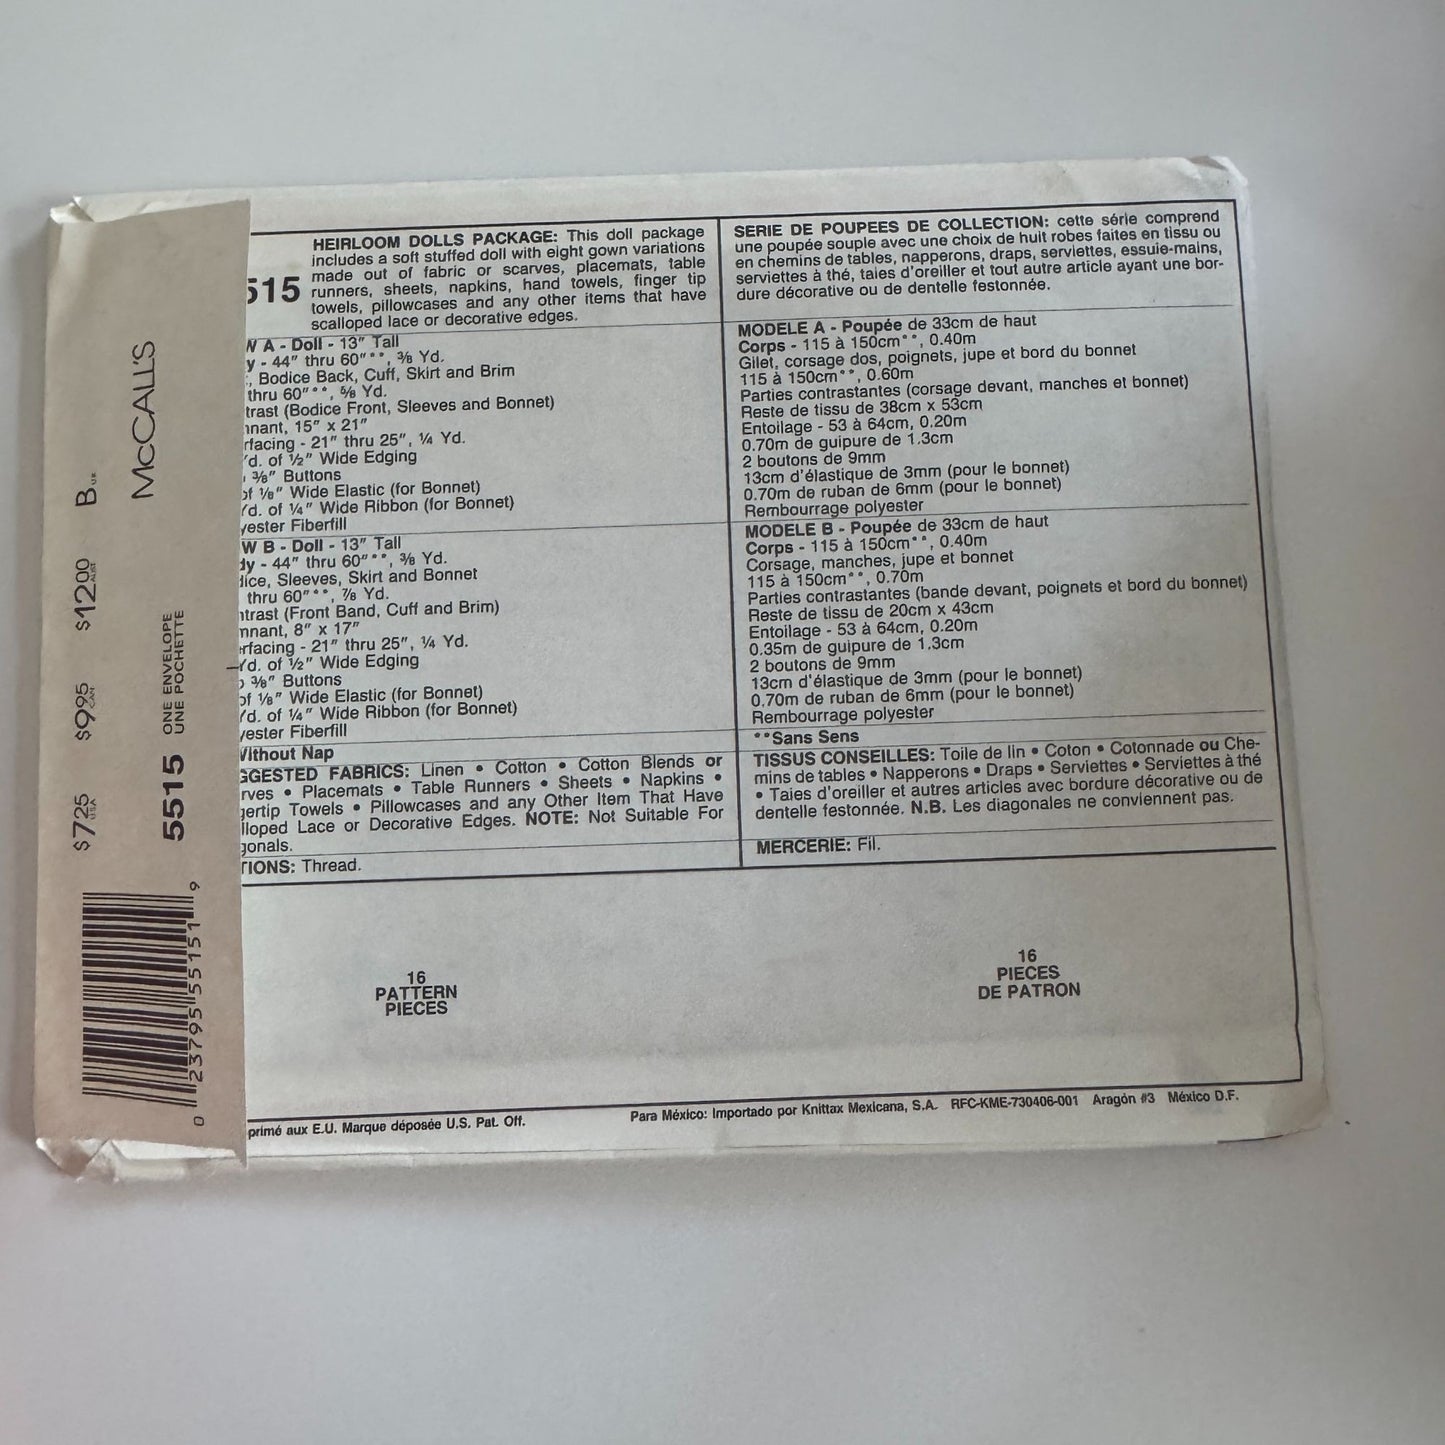 McCALL'S
B U.K.
$1200 AUST
$995 CAN.
$725 USA
5515 ONE ENVELOPE
UNE POCHETTE
0 23795 55151 9
515
HEIRLOOM DOLLS PACKAGE: This doll package
includes a soft stuffed doll with eight gown variations
made out of fabric or scarves, placemats, table
runners, sheets, napkins, hand towels, finger tip
towels, pillowcases and any other items that have
scalloped lace or decorative edges.
W A - Doll - 13" Tall
y - 44" thru 60"**, ⅜ Yd.
, Bodice Back, Cuff, Skirt and Brim
thru 60"**, ⅝ Yd.
trast (Bodice Front, Sleeves and Bonnet)
nnant, 15" x 21"
rfacing - 21" thru 25", ¼ Yd.
d. of ½" Wide Edging
⅜" Buttons
of ⅛" Wide Elastic (for Bonnet)
d. of ¼" Wide Ribbon (for Bonnet)
yester Fiberfill
W B - Doll - 13" Tall
dy - 44" thru 60"**, ⅜ Yd.
dice, Sleeves, Skirt and Bonnet
thru 60"**, ⅞ Yd.
ntrast (Front Band, Cuff and Brim)
mnant, 8" x 17"
erfacing - 21" thru 25", ¼ Yd.
Yd. of ½" Wide Edging
⅜" Buttons
of ⅛" Wide Elastic (for Bonnet)
Yd. of ¼" Wide Ribbon (for Bonnet)
yester Fiberfill
Without Nap
GGESTED FABRICS: Linen • Cotton • Cotton Blends or
rves • Placemats • Table Runners • Sheets • Napkins •
gertip Towels • Pillowcases and any Other Item That Have
lloped Lace or Decorative Edges. NOTE: Not Suitable For
gonals.
TIONS: Thread.
SERIE DE POUPEES DE COLLECTION: cette série comprend
une poupée souple avec une choix de huit robes faites en tissu ou
en chemins de tables, napperons, draps, serviettes, essuie-mains,
serviettes à thé, taies d'oreiller et tout autre article ayant une bor-
dure décorative ou de dentelle festonnée.
MODELE A - Poupée de 33cm de haut
Corps - 115 à 150cm**, 0.40m
Gilet, corsage dos, poignets, jupe et bord du bonnet
115 à 150cm**, 0.60m
Parties contrastantes (corsage devant, manches et bonnet)
Reste de tissu de 38cm x 53cm
Entoilage - 53 à 64cm, 0.20m
0.70m de guipure de 1.3cm
2 boutons de 9mm
13cm d'élastique de 3mm (pour le bonnet)
0.70m de ruban de 6mm (pour le bonnet)
Rembourrage polyester
MODELE B - Poupée de 33cm de haut
Corps - 115 à 150cm**, 0.40m
Corsage, manches, jupe et bonnet
115 à 150cm**, 0.70m
Parties contrastantes (bande devant, poignets et bord du bonnet)
Reste de tissu de 20cm x 43cm
Entoilage - 53 à 64cm, 0.20m
0.35m de guipure de 1.3cm
2 boutons de 9mm
13cm d'élastique de 3mm (pour le bonnet)
0.70m de ruban de 6mm (pour le bonnet)
Rembourrage polyester
**Sans Sens
TISSUS CONSEILLES: Toile de lin • Coton • Cotonnade ou Che-
mins de tables • Napperons • Draps • Serviettes • Serviettes à thé
• Taies d'oreiller et autres articles avec bordure décorative ou de
dentelle festonnée. N.B. Les diagonales ne conviennent pas.
MERCERIE: Fil.
16
PATTERN
PIECES
16
PIECES
DE PATRON
primé aux E.U. Marque déposée U.S. Pat. Off.
Para México: Importado por Knittax Mexicana, S.A. RFC-KME-730406-001 Aragón #3 México D.F.